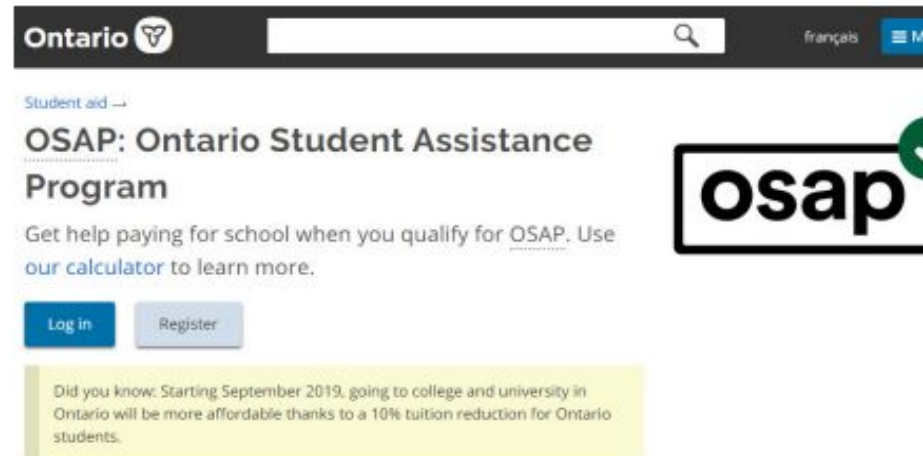 Ontario
français
Student aid →
OSAP: Ontario Student Assistance
Program
Get help paying for school when you qualify for OSAP. Use
our calculator to learn more.
Log in
Register
Did you know: Starting September 2019, going to college and university in
Ontario will be more affordable thanks to a 10% tuition reduction for Ontario
students.
osap